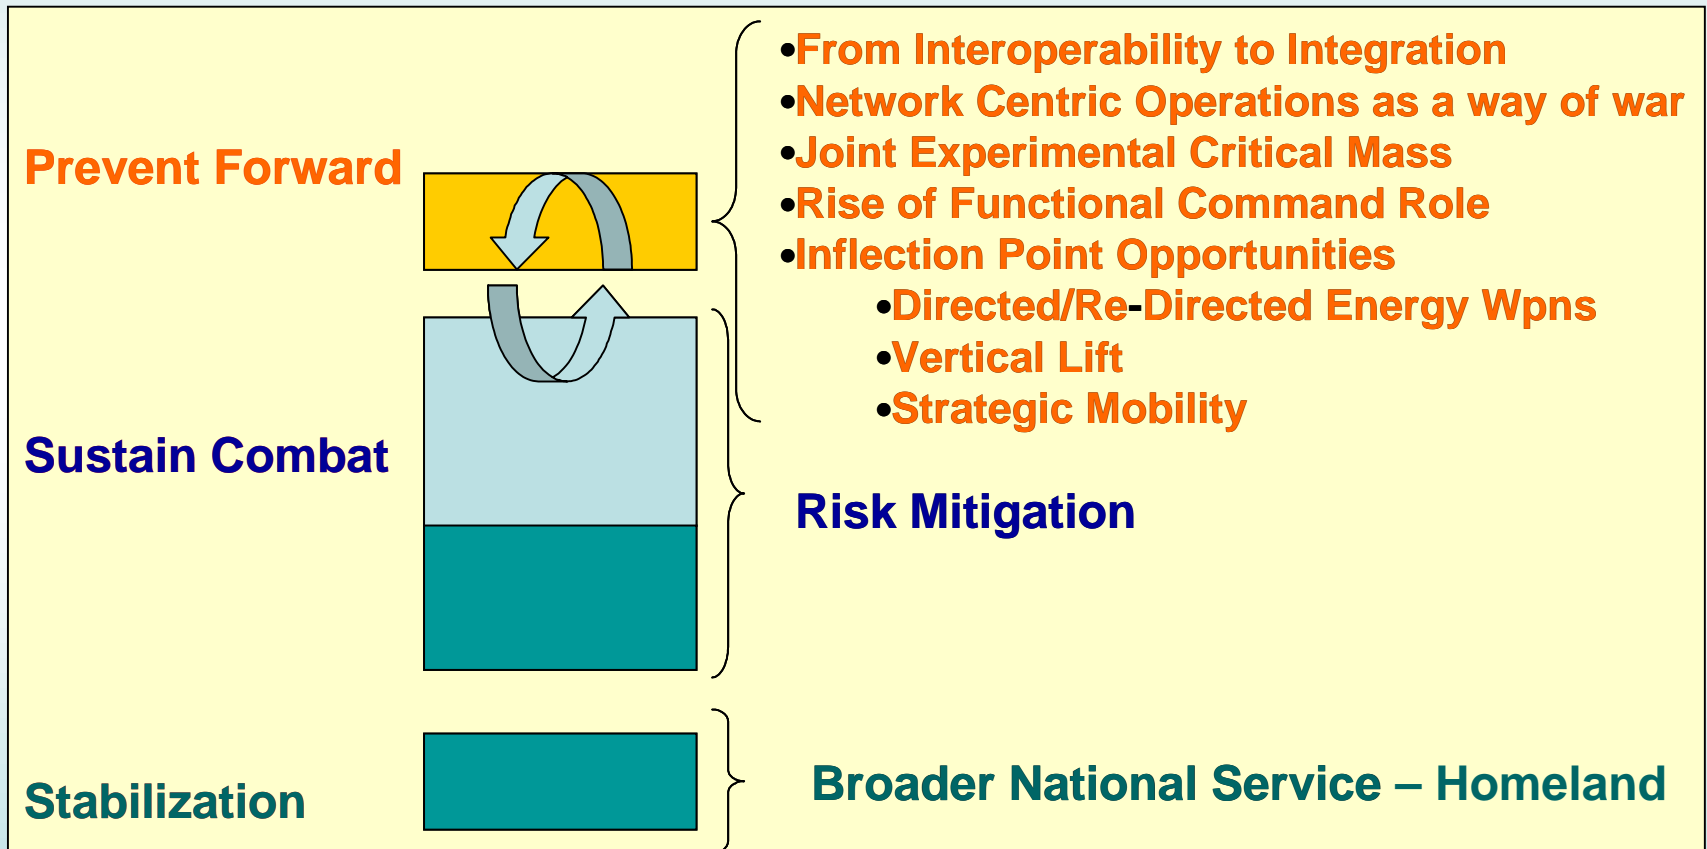 Prevent Forward
•From Interoperability to Integration
•Network Centric Operations as a way of war
•Joint Experimental Critical Mass
•Rise of Functional Command Role
•Inflection Point Opportunities
•Directed/Re-Directed Energy Wpns
•Vertical Lift
•Strategic Mobility
Sustain Combat
Risk Mitigation
Stabilization
Broader National Service – Homeland